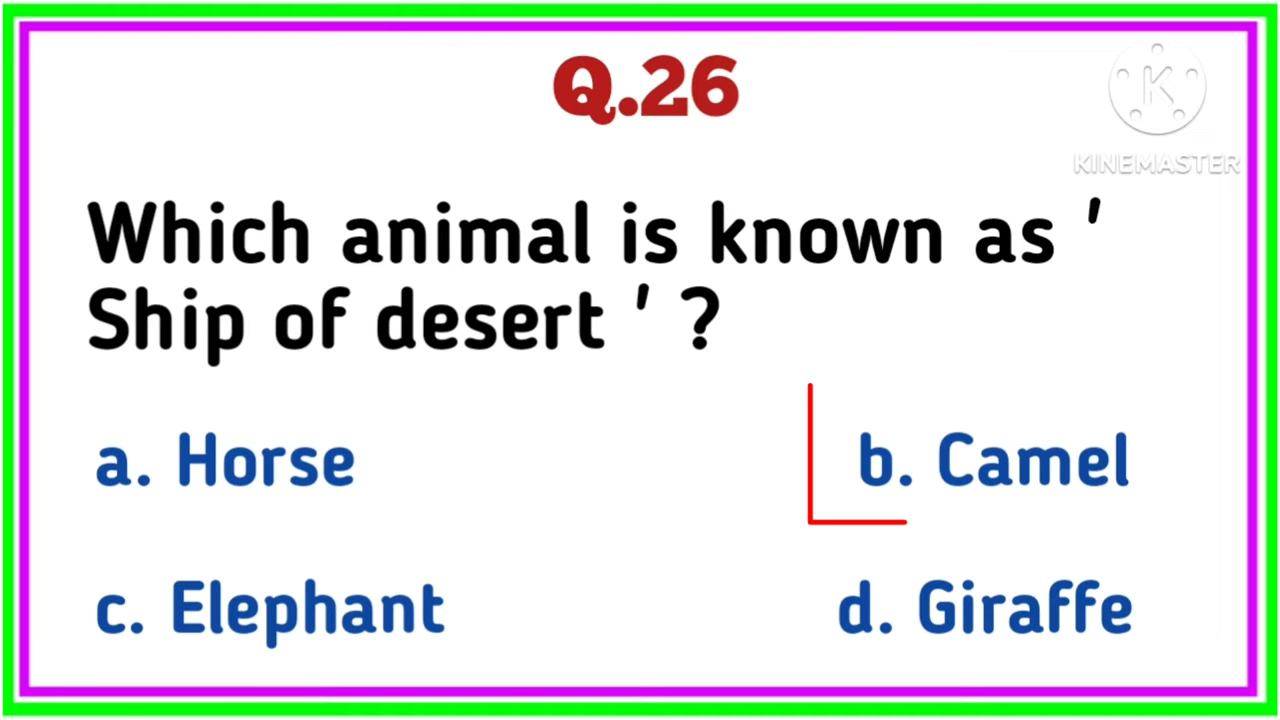 Q.26
K
KINEMASTER
Which animal is known as '
Ship of desert ' ?
a. Horse
b. Camel
c. Elephant
d. Giraffe